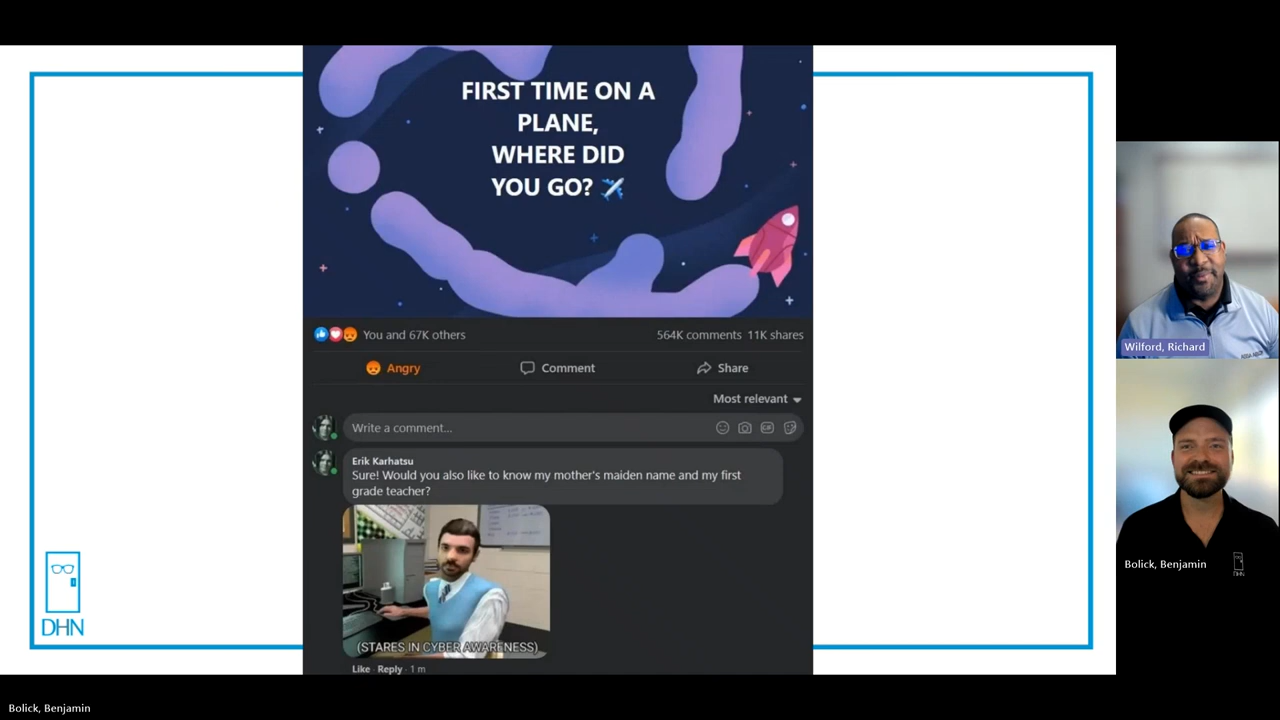 FIRST TIME ON A
PLANE,
WHERE DID
YOU GO? ✈️
You and 67K others
564K comments 11K shares
Angry
Comment
Share
Most relevant
Write a comment...
GIF
Erik Karhatsu
Sure! Would you also like to know my mother's maiden name and my first
grade teacher?
(STARES IN CYBER AWARENESS)
Like · Reply · 1 m
DHN
Wilford, Richard
Bolick, Benjamin
DHN
Bolick, Benjamin